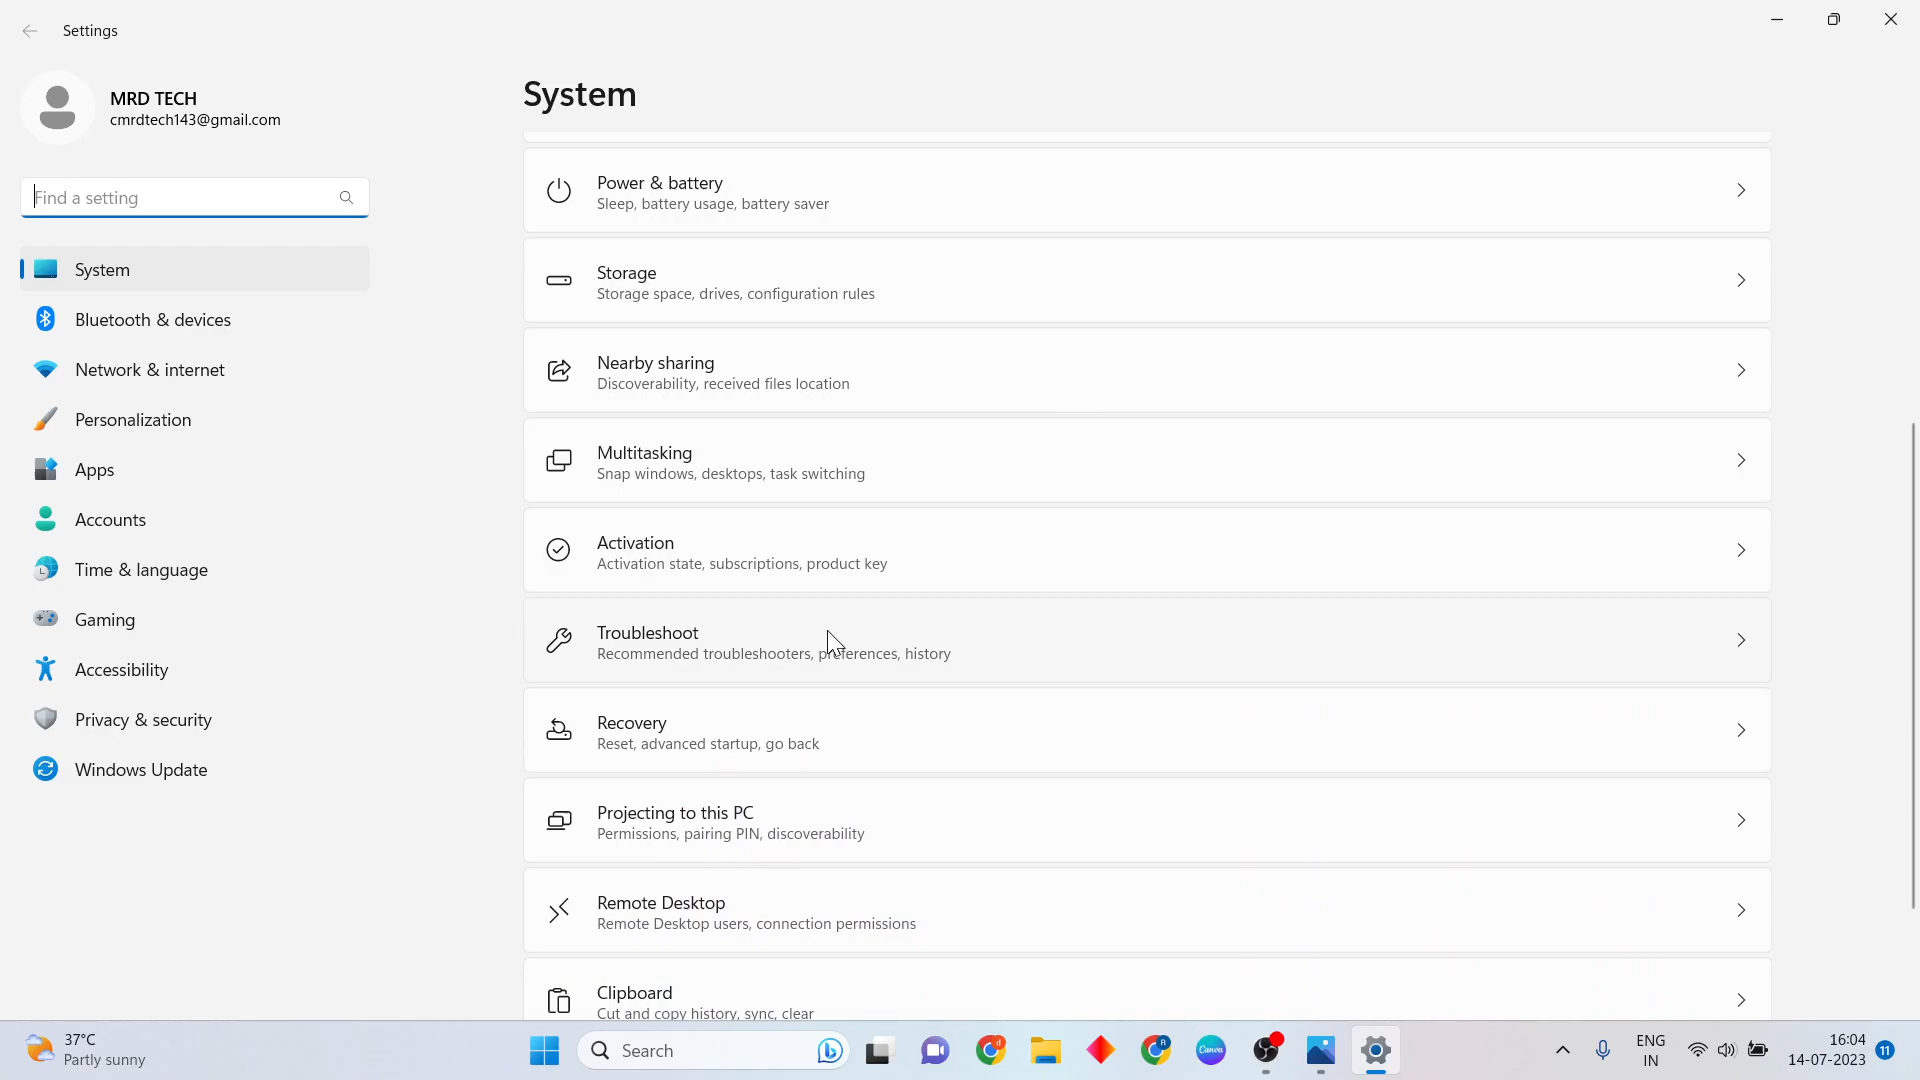 Settings
MRD TECH
cmrdtech143@gmail.com
Find a setting
System
Bluetooth & devices
Network & internet
Personalization
Apps
Accounts
Time & language
Gaming
Accessibility
Privacy & security
Windows Update
System
Power & battery
Sleep, battery usage, battery saver
Storage
Storage space, drives, configuration rules
Nearby sharing
Discoverability, received files location
Multitasking
Snap windows, desktops, task switching
Activation
Activation state, subscriptions, product key
Troubleshoot
Recommended troubleshooters, preferences, history
Recovery
Reset, advanced startup, go back
Projecting to this PC
Permissions, pairing PIN, discoverability
Remote Desktop
Remote Desktop users, connection permissions
Clipboard
Cut and copy history, sync, clear
37°C
Partly sunny
Search
Canva
ENG
IN
16:04
14-07-2023
11